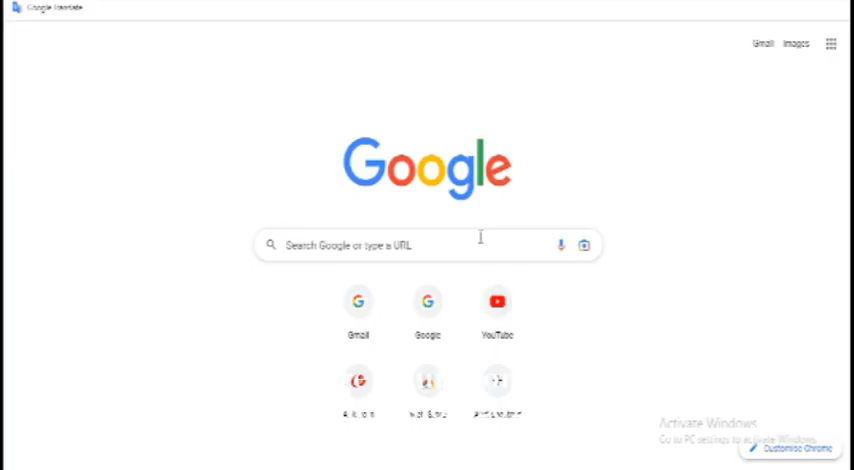 Google Translate
Gmail Images
Google
Search Google or type a URL
Gmail Google YouTube
Activate Windows
Go to PC settings to activate Windows.
Customise Chrome